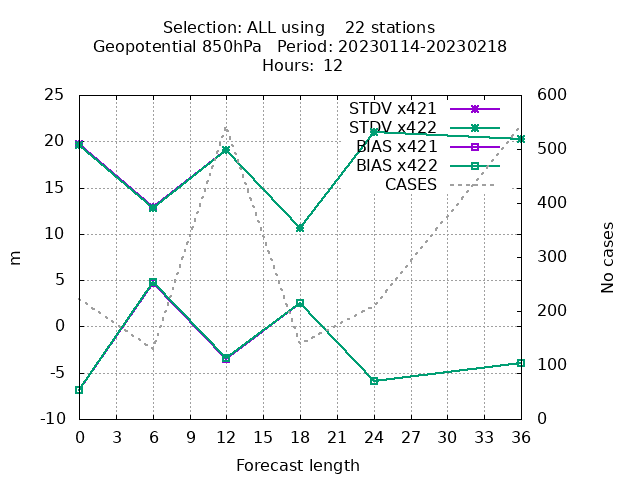 Selection: ALL using    22 stations
Geopotential 850hPa   Period: 20230114-20230218
Hours:  12
25
20
15
10
5
0
-5
-10
m
600
500
400
300
200
100
0
No cases
STDV x421
STDV x422
BIAS x421
BIAS x422
CASES
0 3 6 9 12 15 18 21 24 27 30 33 36
Forecast length